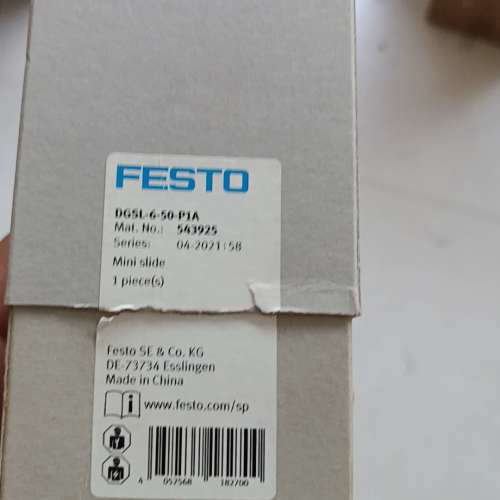 FESTO
DGSL-6-50-P1A
Mat. No.: 543925
Series: 04-2021:58
Mini slide
1 piece(s)
Festo SE & Co. KG
DE-73734 Esslingen
Made in China
www.festo.com/sp
4 052568 182700